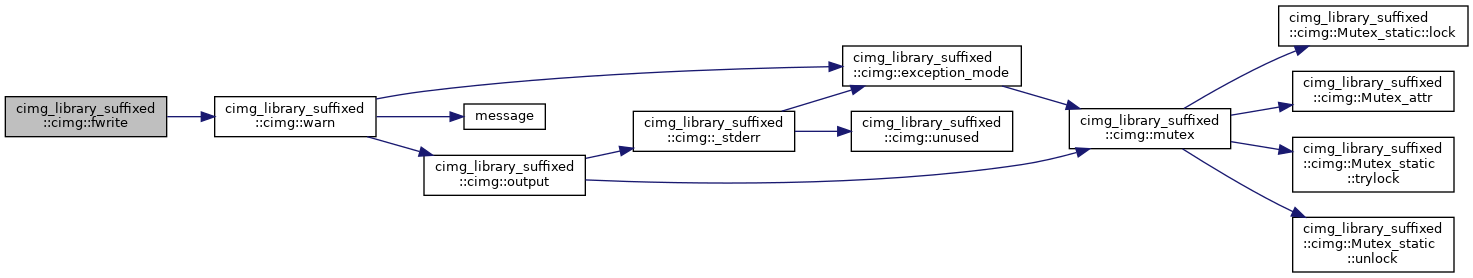 cimg_library_suffixed
::cimg::fwrite
cimg_library_suffixed
::cimg::warn
message
cimg_library_suffixed
::cimg::output
cimg_library_suffixed
::cimg::_stderr
cimg_library_suffixed
::cimg::exception_mode
cimg_library_suffixed
::cimg::unused
cimg_library_suffixed
::cimg::mutex
cimg_library_suffixed
::cimg::Mutex_static::lock
cimg_library_suffixed
::cimg::Mutex_attr
cimg_library_suffixed
::cimg::Mutex_static
::trylock
cimg_library_suffixed
::cimg::Mutex_static
::unlock